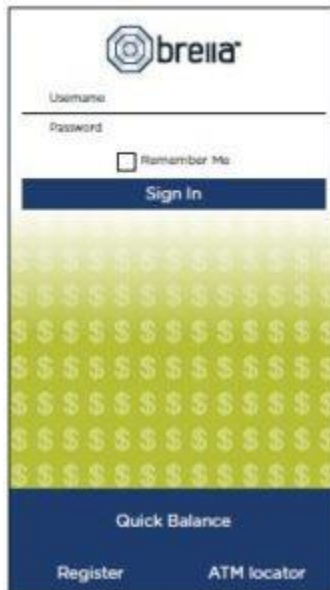 brella
Username
Password
Remember Me
Sign In
$ $ $ $ $ $ $ $ $ $ $ $ $
$ $ $ $ $ $ $ $ $ $ $ $ $
$ $ $ $ $ $ $ $ $ $ $ $ $
$ $ $ $ $ $ $ $ $ $ $ $ $
$ $ $ $ $ $ $ $ $ $ $ $ $
$ $ $ $ $ $ $ $ $ $ $ $ $
$ $ $ $ $ $ $ $ $ $ $ $ $
Quick Balance
Register ATM locator